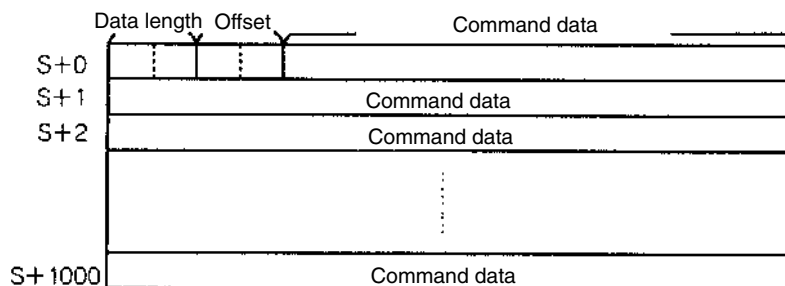 Data length Offset Command data
S+0
S+1 Command data
S+2 Command data
S+1000 Command data